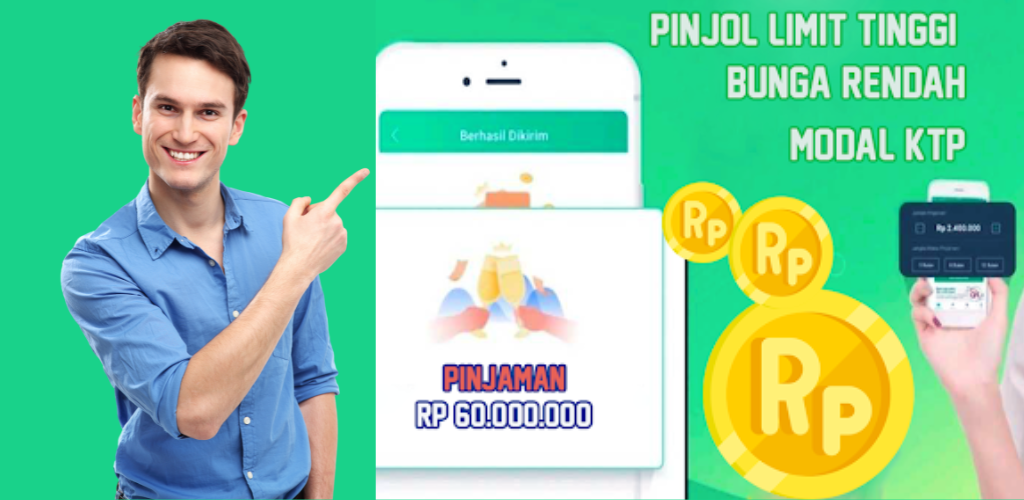 PINJOL LIMIT TINGGI
BUNGA RENDAH
MODAL KTP
Berhasil Dikirim
PINJAMAN
RP 60.000.000
Rp
Rp
Rp
Rp 2.400.000